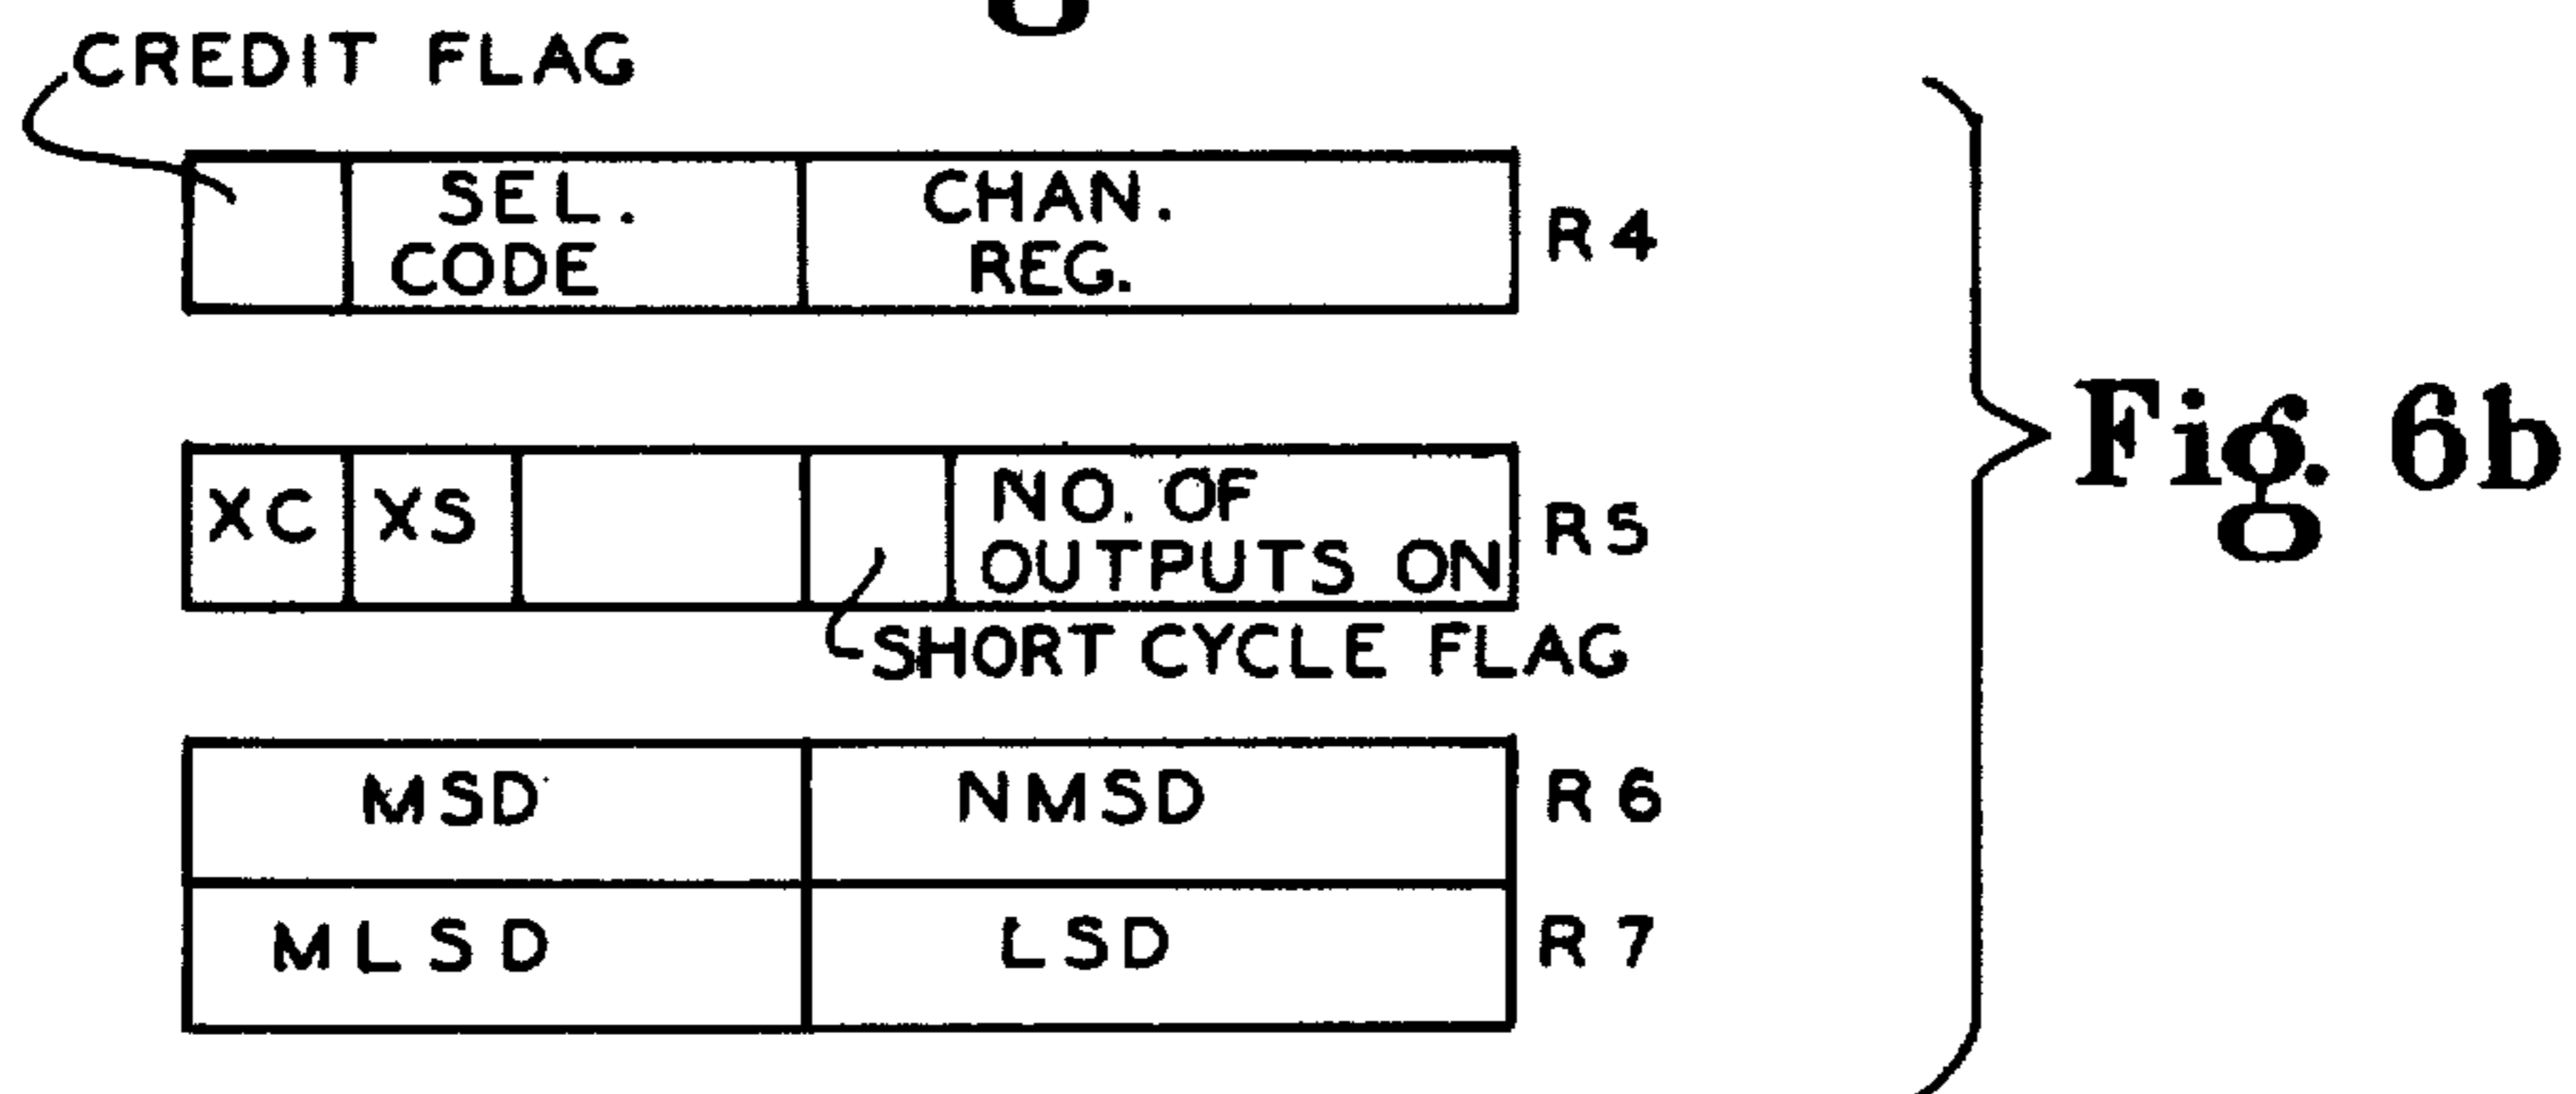 CREDIT FLAG
SEL.
CODE
CHAN.
REG.
R4
XC
XS
NO. OF
OUTPUTS ON
R5
SHORT CYCLE FLAG
MSD
NMSD
R6
MLSD
LSD
R7
Fig. 6b